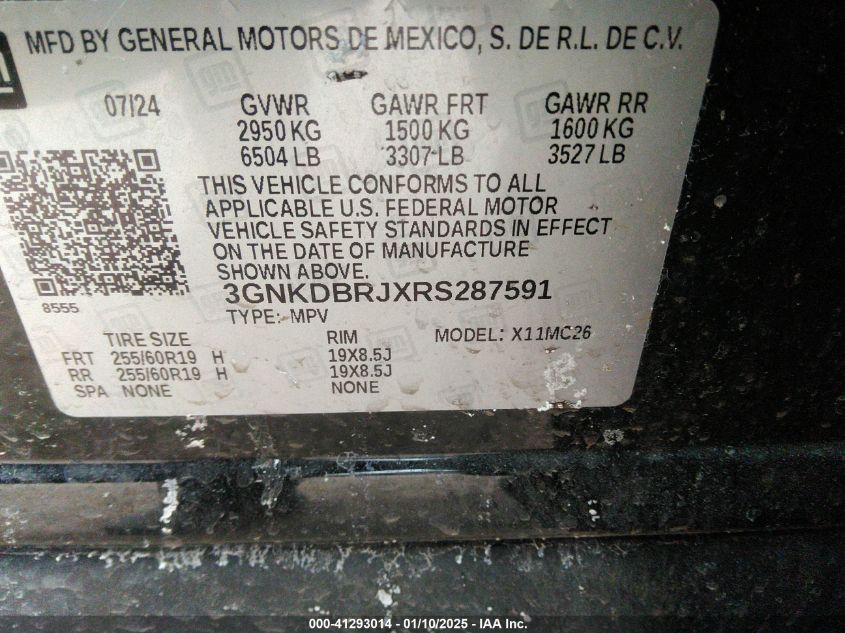 gm
MFD BY GENERAL MOTORS DE MEXICO, S. DE R.L. DE C.V.
07/24 GVWR GAWR FRT GAWR RR
2950 KG 1500 KG 1600 KG
6504 LB 3307 LB 3527 LB
THIS VEHICLE CONFORMS TO ALL
APPLICABLE U.S. FEDERAL MOTOR
VEHICLE SAFETY STANDARDS IN EFFECT
ON THE DATE OF MANUFACTURE
SHOWN ABOVE.
3GNKDBRJXRS287591
8555
TYPE: MPV
TIRE SIZE RIM MODEL: X11MC26
FRT 255/60R19 H 19X8.5J
RR 255/60R19 H 19X8.5J
SPA NONE NONE
000-41293014 - 01/10/2025 - IAA Inc.